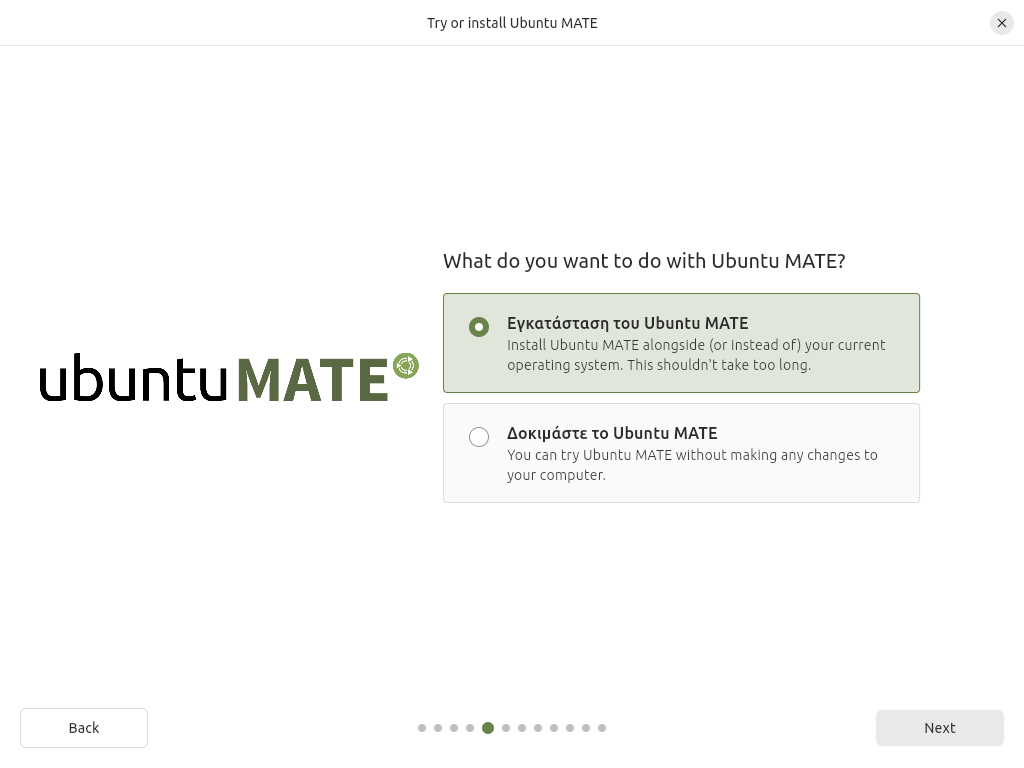 Try or install Ubuntu MATE
What do you want to do with Ubuntu MATE?
Εγκατάσταση του Ubuntu MATE
Install Ubuntu MATE alongside (or instead of) your current
operating system. This shouldn't take too long.
ubuntu MATE
Δοκιμάστε το Ubuntu MATE
You can try Ubuntu MATE without making any changes to
your computer.
Back
Next